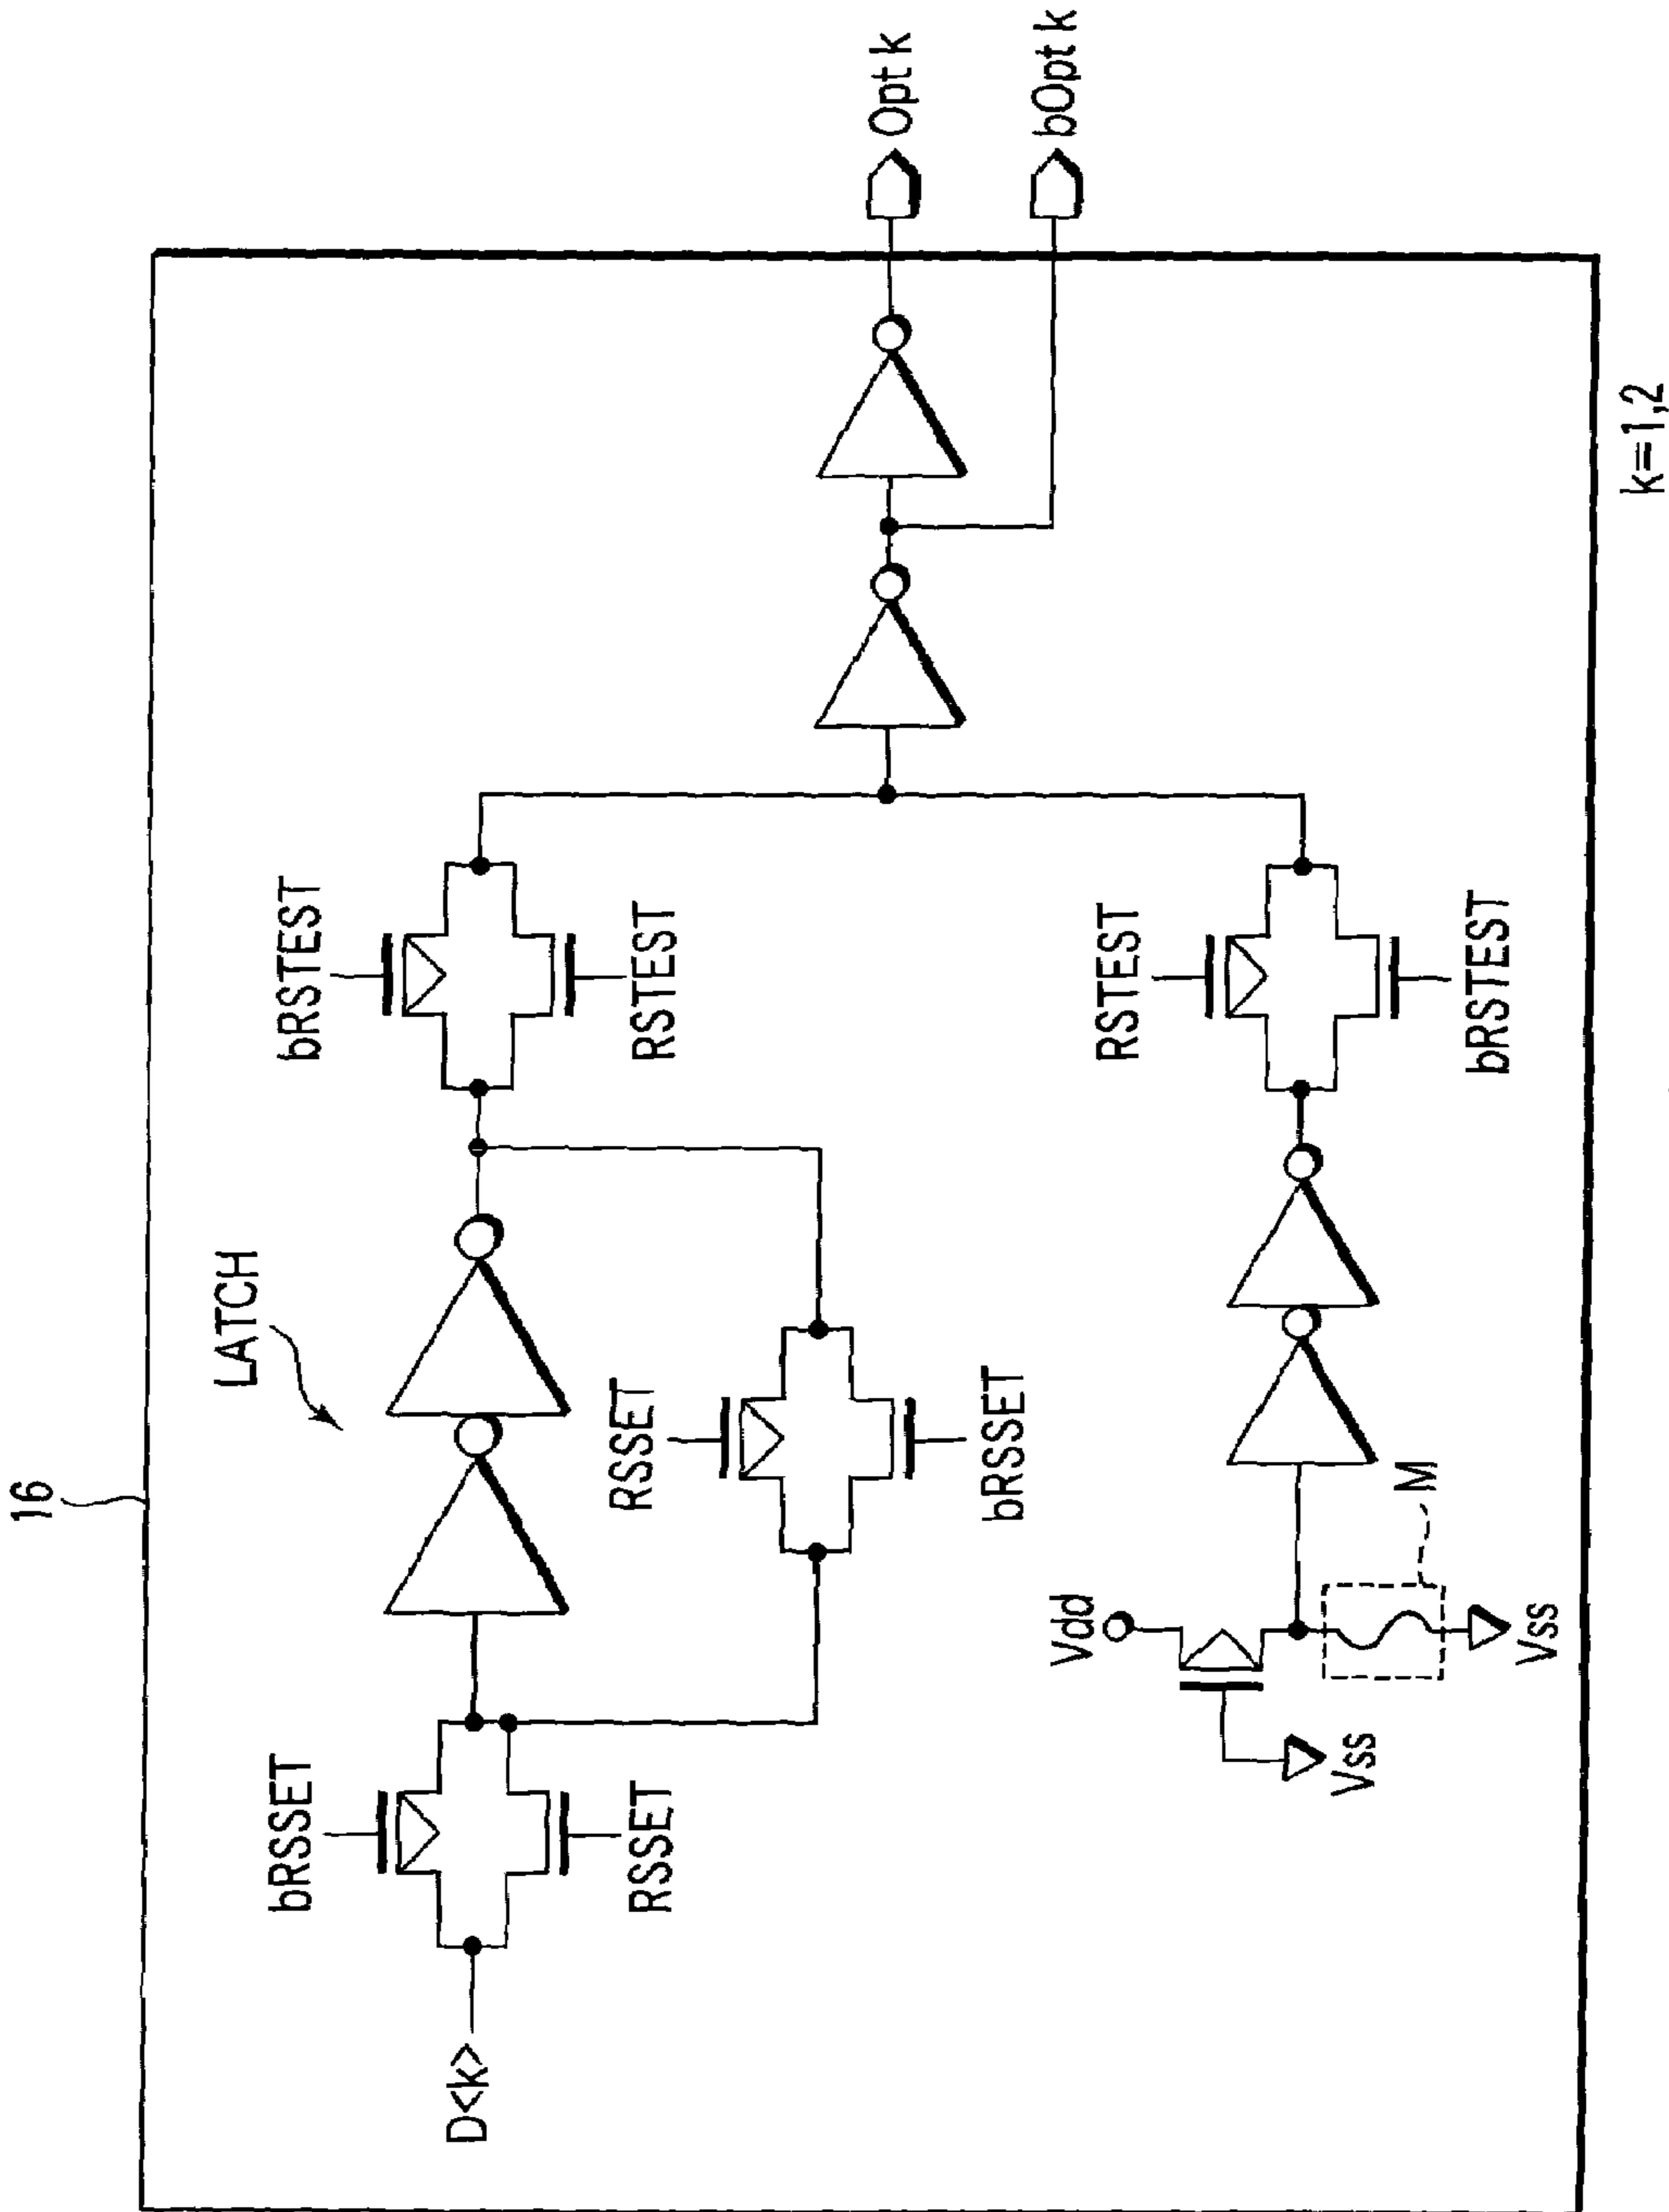 16
LATCH
bRSSET
RSSET
D<k>
RSSET
bRSSET
bRSTEST
RSTEST
Vdd
Vss
Vss
M
RSTEST
bRSTEST
Opt k
bOpt k
k=1,2